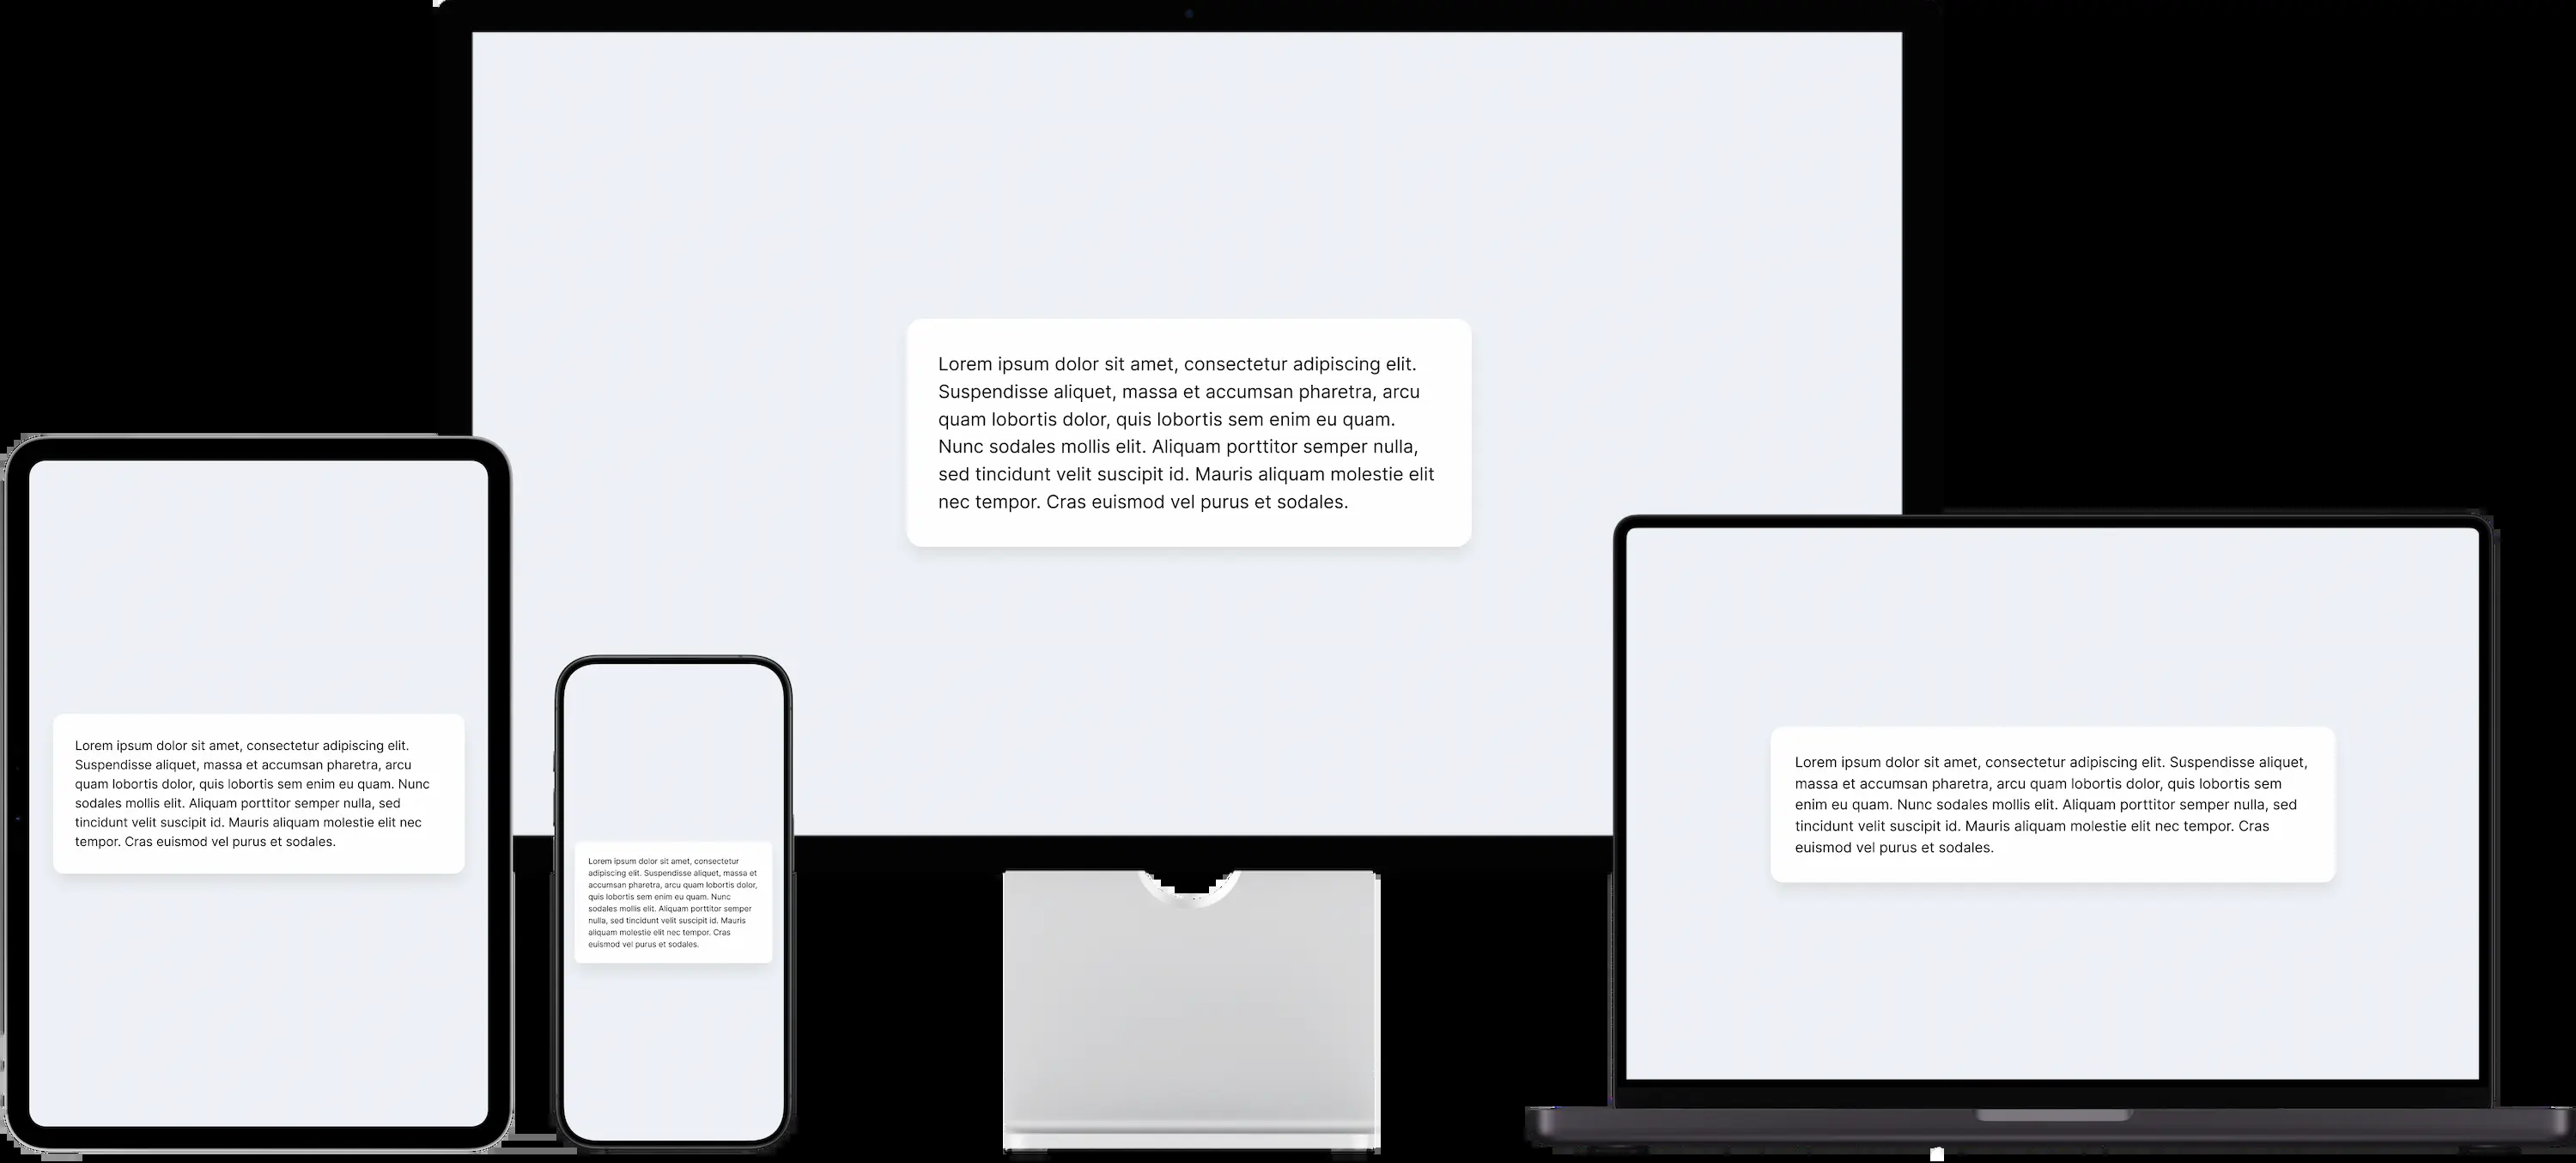 Lorem ipsum dolor sit amet, consectetur adipiscing elit.
Suspendisse aliquet, massa et accumsan pharetra, arcu
quam lobortis dolor, quis lobortis sem enim eu quam.
Nunc sodales mollis elit. Aliquam porttitor semper nulla,
sed tincidunt velit suscipit id. Mauris aliquam molestie elit
nec tempor. Cras euismod vel purus et sodales.
Lorem ipsum dolor sit amet, consectetur adipiscing elit.
Suspendisse aliquet, massa et accumsan pharetra, arcu
quam lobortis dolor, quis lobortis sem enim eu quam. Nunc
sodales mollis elit. Aliquam porttitor semper nulla, sed
tincidunt velit suscipit id. Mauris aliquam molestie elit nec
tempor. Cras euismod vel purus et sodales.
Lorem ipsum dolor sit amet, consectetur
adipiscing elit. Suspendisse aliquet, massa et
accumsan pharetra, arcu quam lobortis dolor,
quis lobortis sem enim eu quam. Nunc
sodales mollis elit. Aliquam porttitor semper
nulla, sed tincidunt velit suscipit id. Mauris
aliquam molestie elit nec tempor. Cras
euismod vel purus et sodales.
Lorem ipsum dolor sit amet, consectetur adipiscing elit. Suspendisse aliquet,
massa et accumsan pharetra, arcu quam lobortis dolor, quis lobortis sem
enim eu quam. Nunc sodales mollis elit. Aliquam porttitor semper nulla, sed
tincidunt velit suscipit id. Mauris aliquam molestie elit nec tempor. Cras
euismod vel purus et sodales.